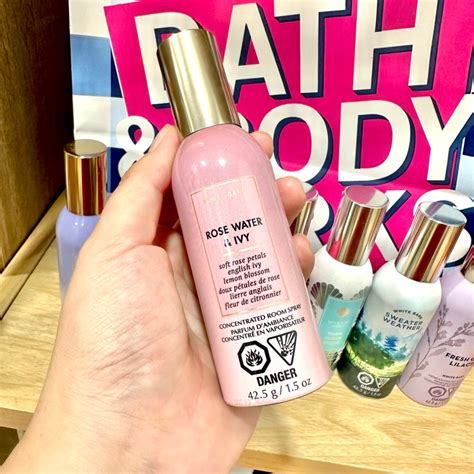 BATH
& BODY
ROSE WATER
& IVY
soft rose petals
english ivy
lemon blossom
doux pétales de rose
lierre anglais
fleur de citronnier
CONCENTRATED ROOM SPRAY
PARFUM D'AMBIANCE
CONCENTRÉ EN VAPORISATEUR
DANGER
42.5 g / 1.5 oz
WHITE BARN
SWEATER
WEATHER
FRESH
LILAC